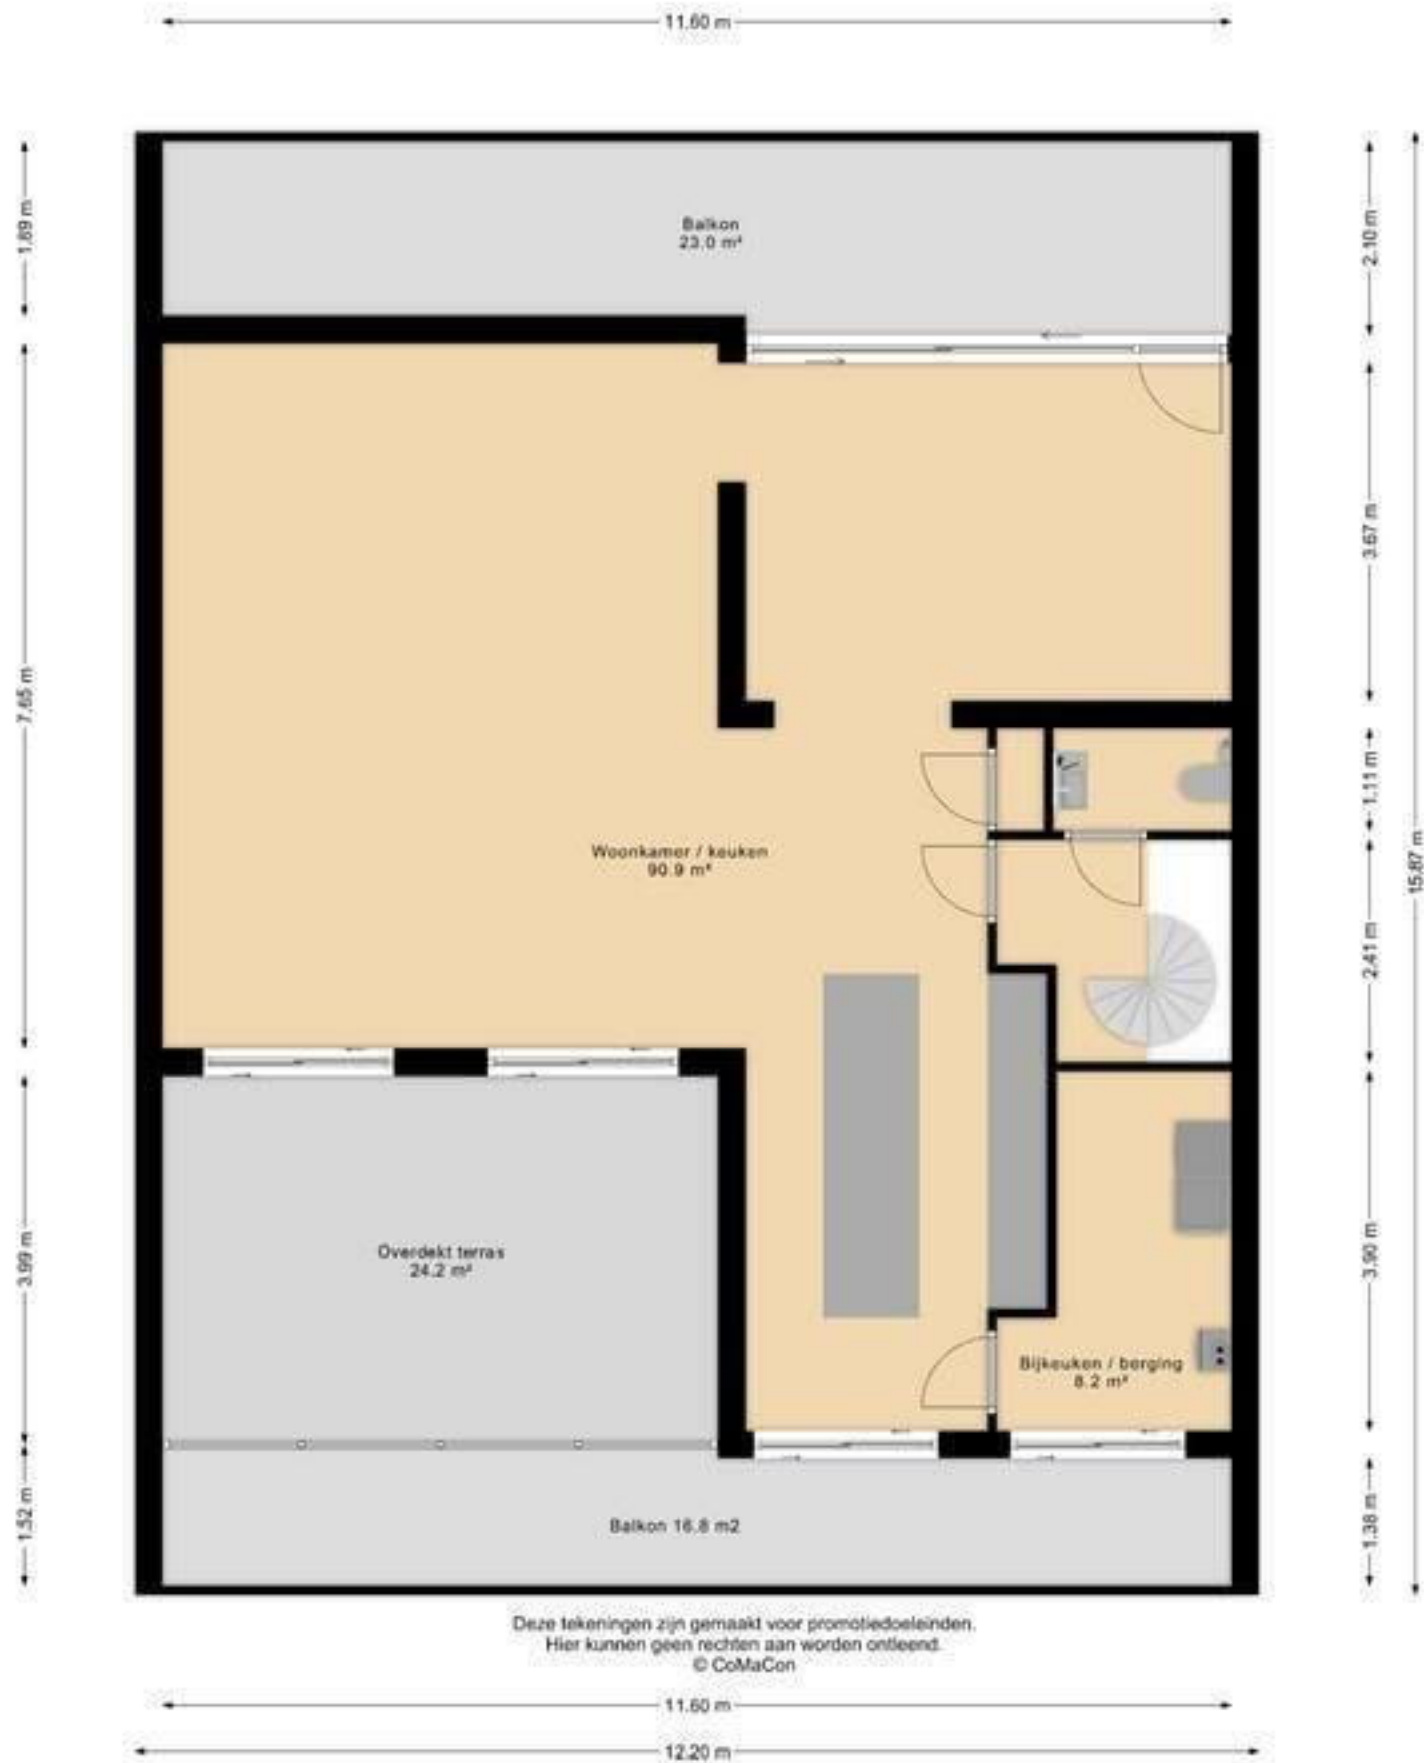 11.60 m
1.89 m
2.10 m
Balkon
23.0 m²
3.67 m
7.65 m
1.11 m
15.87 m
Woonkamer / keuken
90.9 m²
2.41 m
3.99 m
3.90 m
Overdekt terras
24.2 m²
Bijkeuken / berging
8.2 m²
1.52 m
1.38 m
Balkon 16.8 m2
Deze tekeningen zijn gemaakt voor promotiedoeleinden.
Hier kunnen geen rechten aan worden ontleend.
© CoMaCon
11.60 m
12.20 m